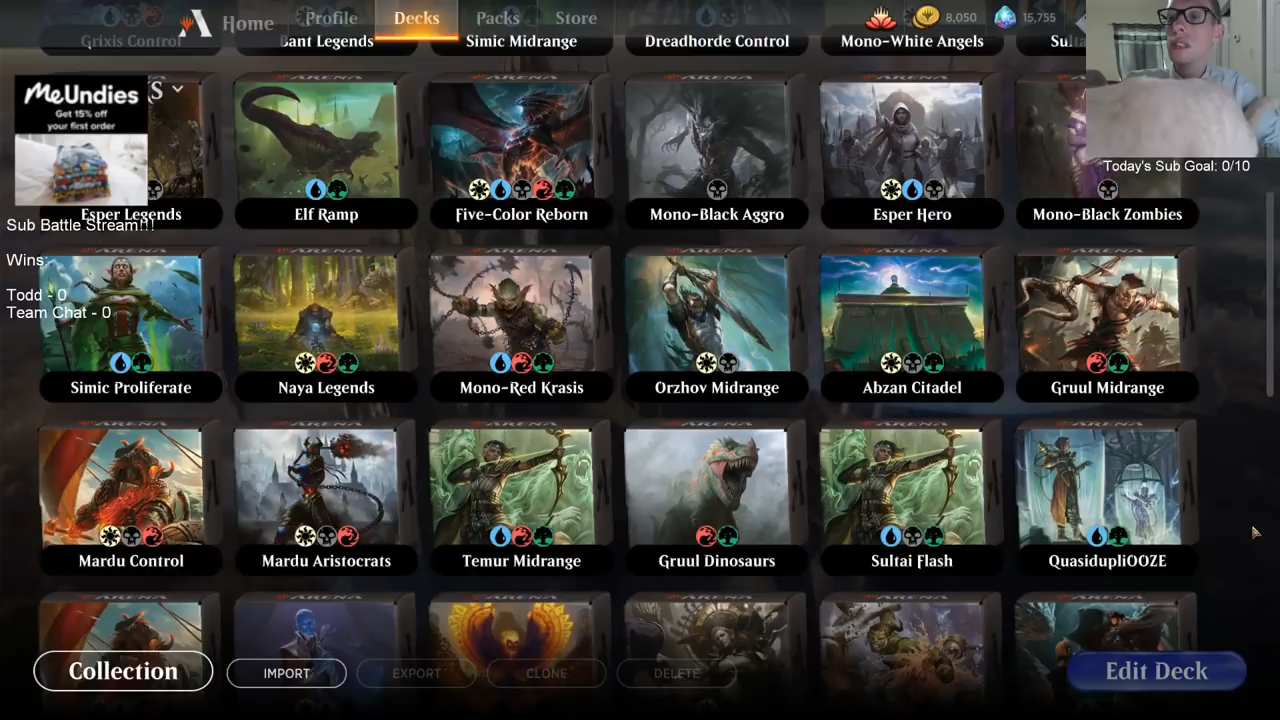 Home
Profile
Decks
Packs
Store
8,050
15,755
Grixis Control
Bant Legends
Simic Midrange
Dreadhorde Control
Mono-White Angels
MeUndies
Get 15% off
your first order
Today's Sub Goal: 0/10
Esper Legends
Elf Ramp
Five-Color Reborn
Mono-Black Aggro
Esper Hero
Mono-Black Zombies
Sub Battle Stream!!!
Wins:
Todd - 0
Team Chat - 0
Simic Proliferate
Naya Legends
Mono-Red Krasis
Orzhov Midrange
Abzan Citadel
Gruul Midrange
Mardu Control
Mardu Aristocrats
Temur Midrange
Gruul Dinosaurs
Sultai Flash
QuasidupliOOZE
Collection
IMPORT
EXPORT
CLONE
DELETE
Edit Deck